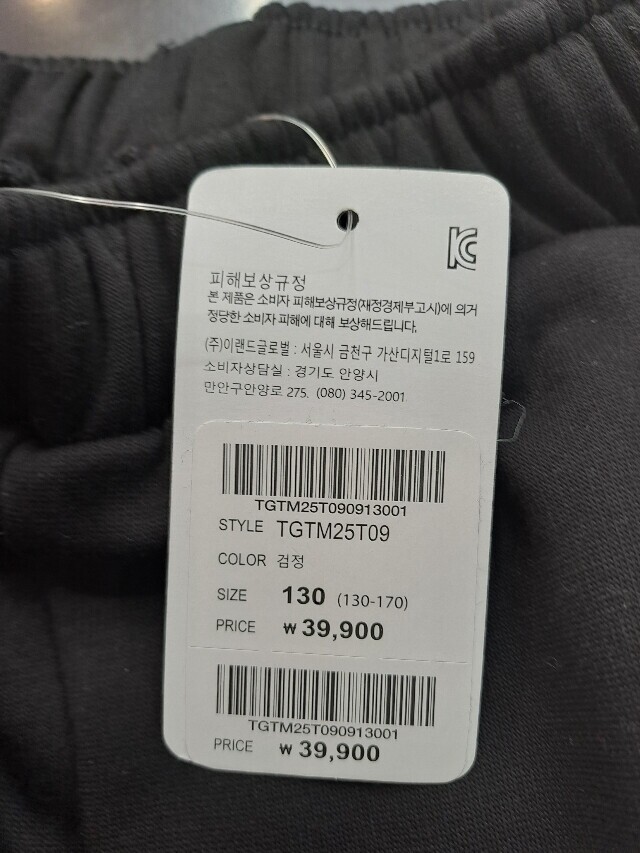 피해보상규정
본 제품은 소비자 피해보상규정(재정경제부고시)에 의거
정당한 소비자 피해에 대해 보상해드립니다.
(주)이랜드글로벌 : 서울시 금천구 가산디지털1로 159
소비자상담실 : 경기도 안양시
만안구안양로 275. (080) 345-2001
TGTM25T090913001
STYLE TGTM25T09
COLOR 검정
SIZE 130 (130-170)
PRICE ₩ 39,900
TGTM25T090913001
PRICE ₩ 39,900